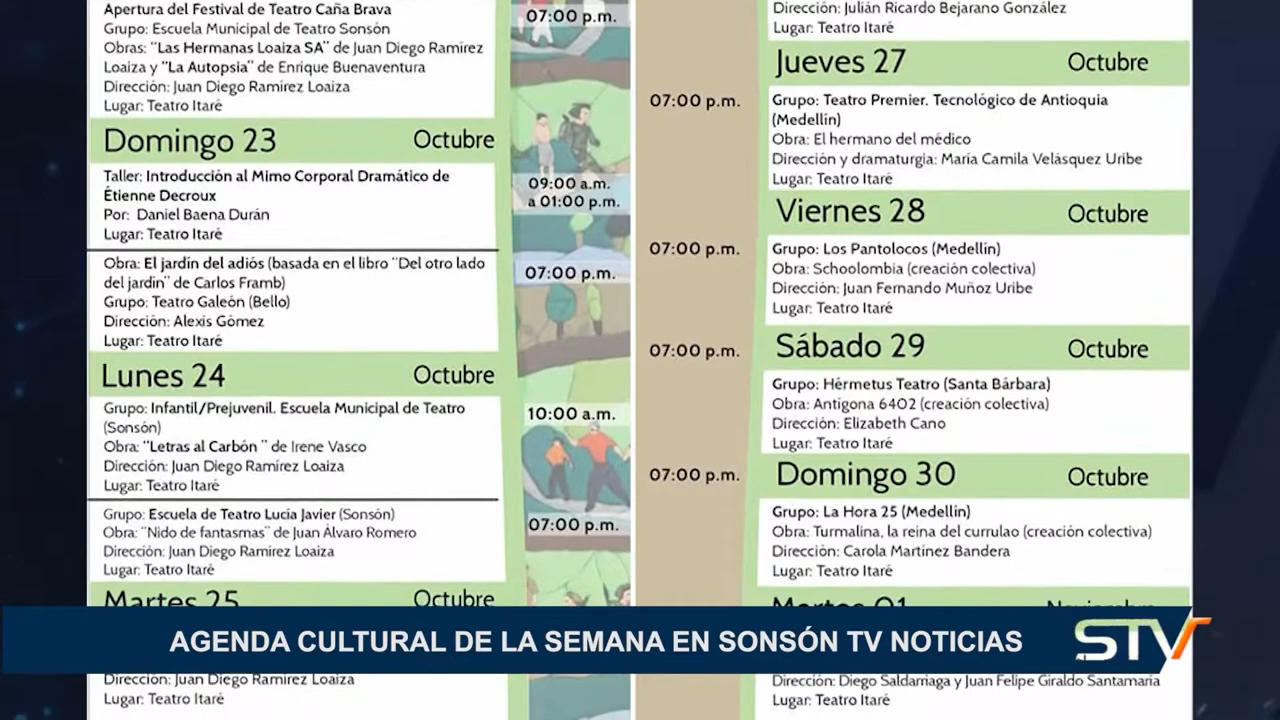 Apertura del Festival de Teatro Caña Brava
Grupo: Escuela Municipal de Teatro Sonsón
Obras: "Las Hermanas Loaiza SA" de Juan Diego Ramírez
Loaiza y "La Autopsia" de Enrique Buenaventura
Dirección: Juan Diego Ramírez Loaiza
Lugar: Teatro Itaré
07:00 p.m.
Domingo 23 Octubre
Taller: Introducción al Mimo Corporal Dramático de
Étienne Decroux
Por: Daniel Baena Durán
Lugar: Teatro Itaré
09:00 a.m.
a 01:00 p.m.
Obra: El jardín del adiós (basada en el libro "Del otro lado
del jardín" de Carlos Framb)
Grupo: Teatro Galeón (Bello)
Dirección: Alexis Gómez
Lugar: Teatro Itaré
07:00 p.m.
Lunes 24 Octubre
Grupo: Infantil/Prejuvenil. Escuela Municipal de Teatro
(Sonsón)
Obra: "Letras al Carbón " de Irene Vasco
Dirección: Juan Diego Ramírez Loaiza
Lugar: Teatro Itaré
10:00 a.m.
Grupo: Escuela de Teatro Lucía Javier (Sonsón)
Obra: "Nido de fantasmas" de Juan Álvaro Romero
Dirección: Juan Diego Ramírez Loaiza
Lugar: Teatro Itaré
07:00 p.m.
Martes 25 Octubre
Dirección: Juan Diego Ramírez Loaiza
Lugar: Teatro Itaré
Dirección: Julián Ricardo Bejarano González
Lugar: Teatro Itaré
Jueves 27 Octubre
07:00 p.m.
Grupo: Teatro Premier. Tecnológico de Antioquia
(Medellín)
Obra: El hermano del médico
Dirección y dramaturgia: María Camila Velásquez Uribe
Lugar: Teatro Itaré
Viernes 28 Octubre
07:00 p.m.
Grupo: Los Pantolocos (Medellín)
Obra: Schoolombia (creación colectiva)
Dirección: Juan Fernando Muñoz Uribe
Lugar: Teatro Itaré
Sábado 29 Octubre
07:00 p.m.
Grupo: Hérmetus Teatro (Santa Bárbara)
Obra: Antígona 6402 (creación colectiva)
Dirección: Elizabeth Cano
Lugar: Teatro Itaré
Domingo 30 Octubre
07:00 p.m.
Grupo: La Hora 25 (Medellín)
Obra: Turmalina, la reina del currulao (creación colectiva)
Dirección: Carola Martínez Bandera
Lugar: Teatro Itaré
Martes 01 Noviembre
Dirección: Diego Saldarriaga y Juan Felipe Giraldo Santamaría
Lugar: Teatro Itaré
AGENDA CULTURAL DE LA SEMANA EN SONSÓN TV NOTICIAS
STV